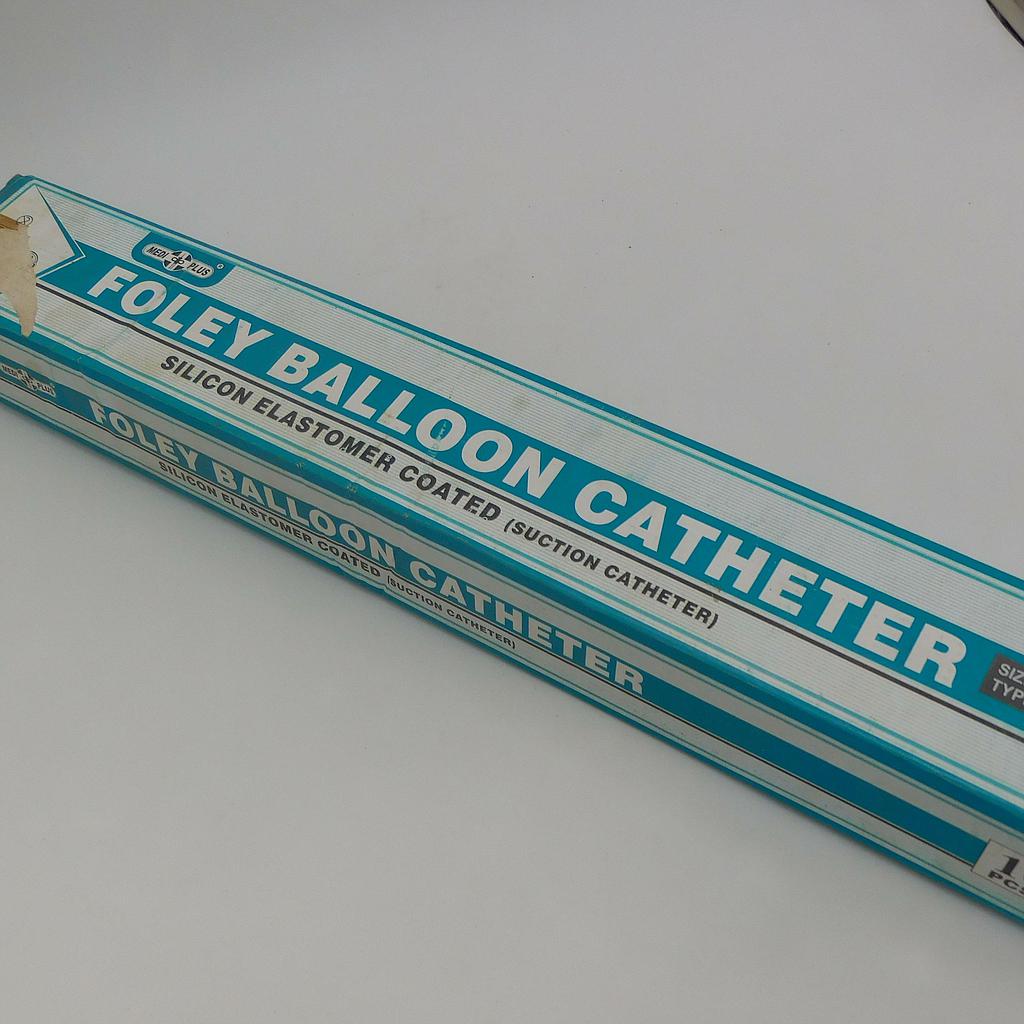 MEDI PLUS
FOLEY BALLOON CATHETER
SILICON ELASTOMER COATED (SUCTION CATHETER)
MEDI PLUS
FOLEY BALLOON CATHETER
SILICON ELASTOMER COATED (SUCTION CATHETER)